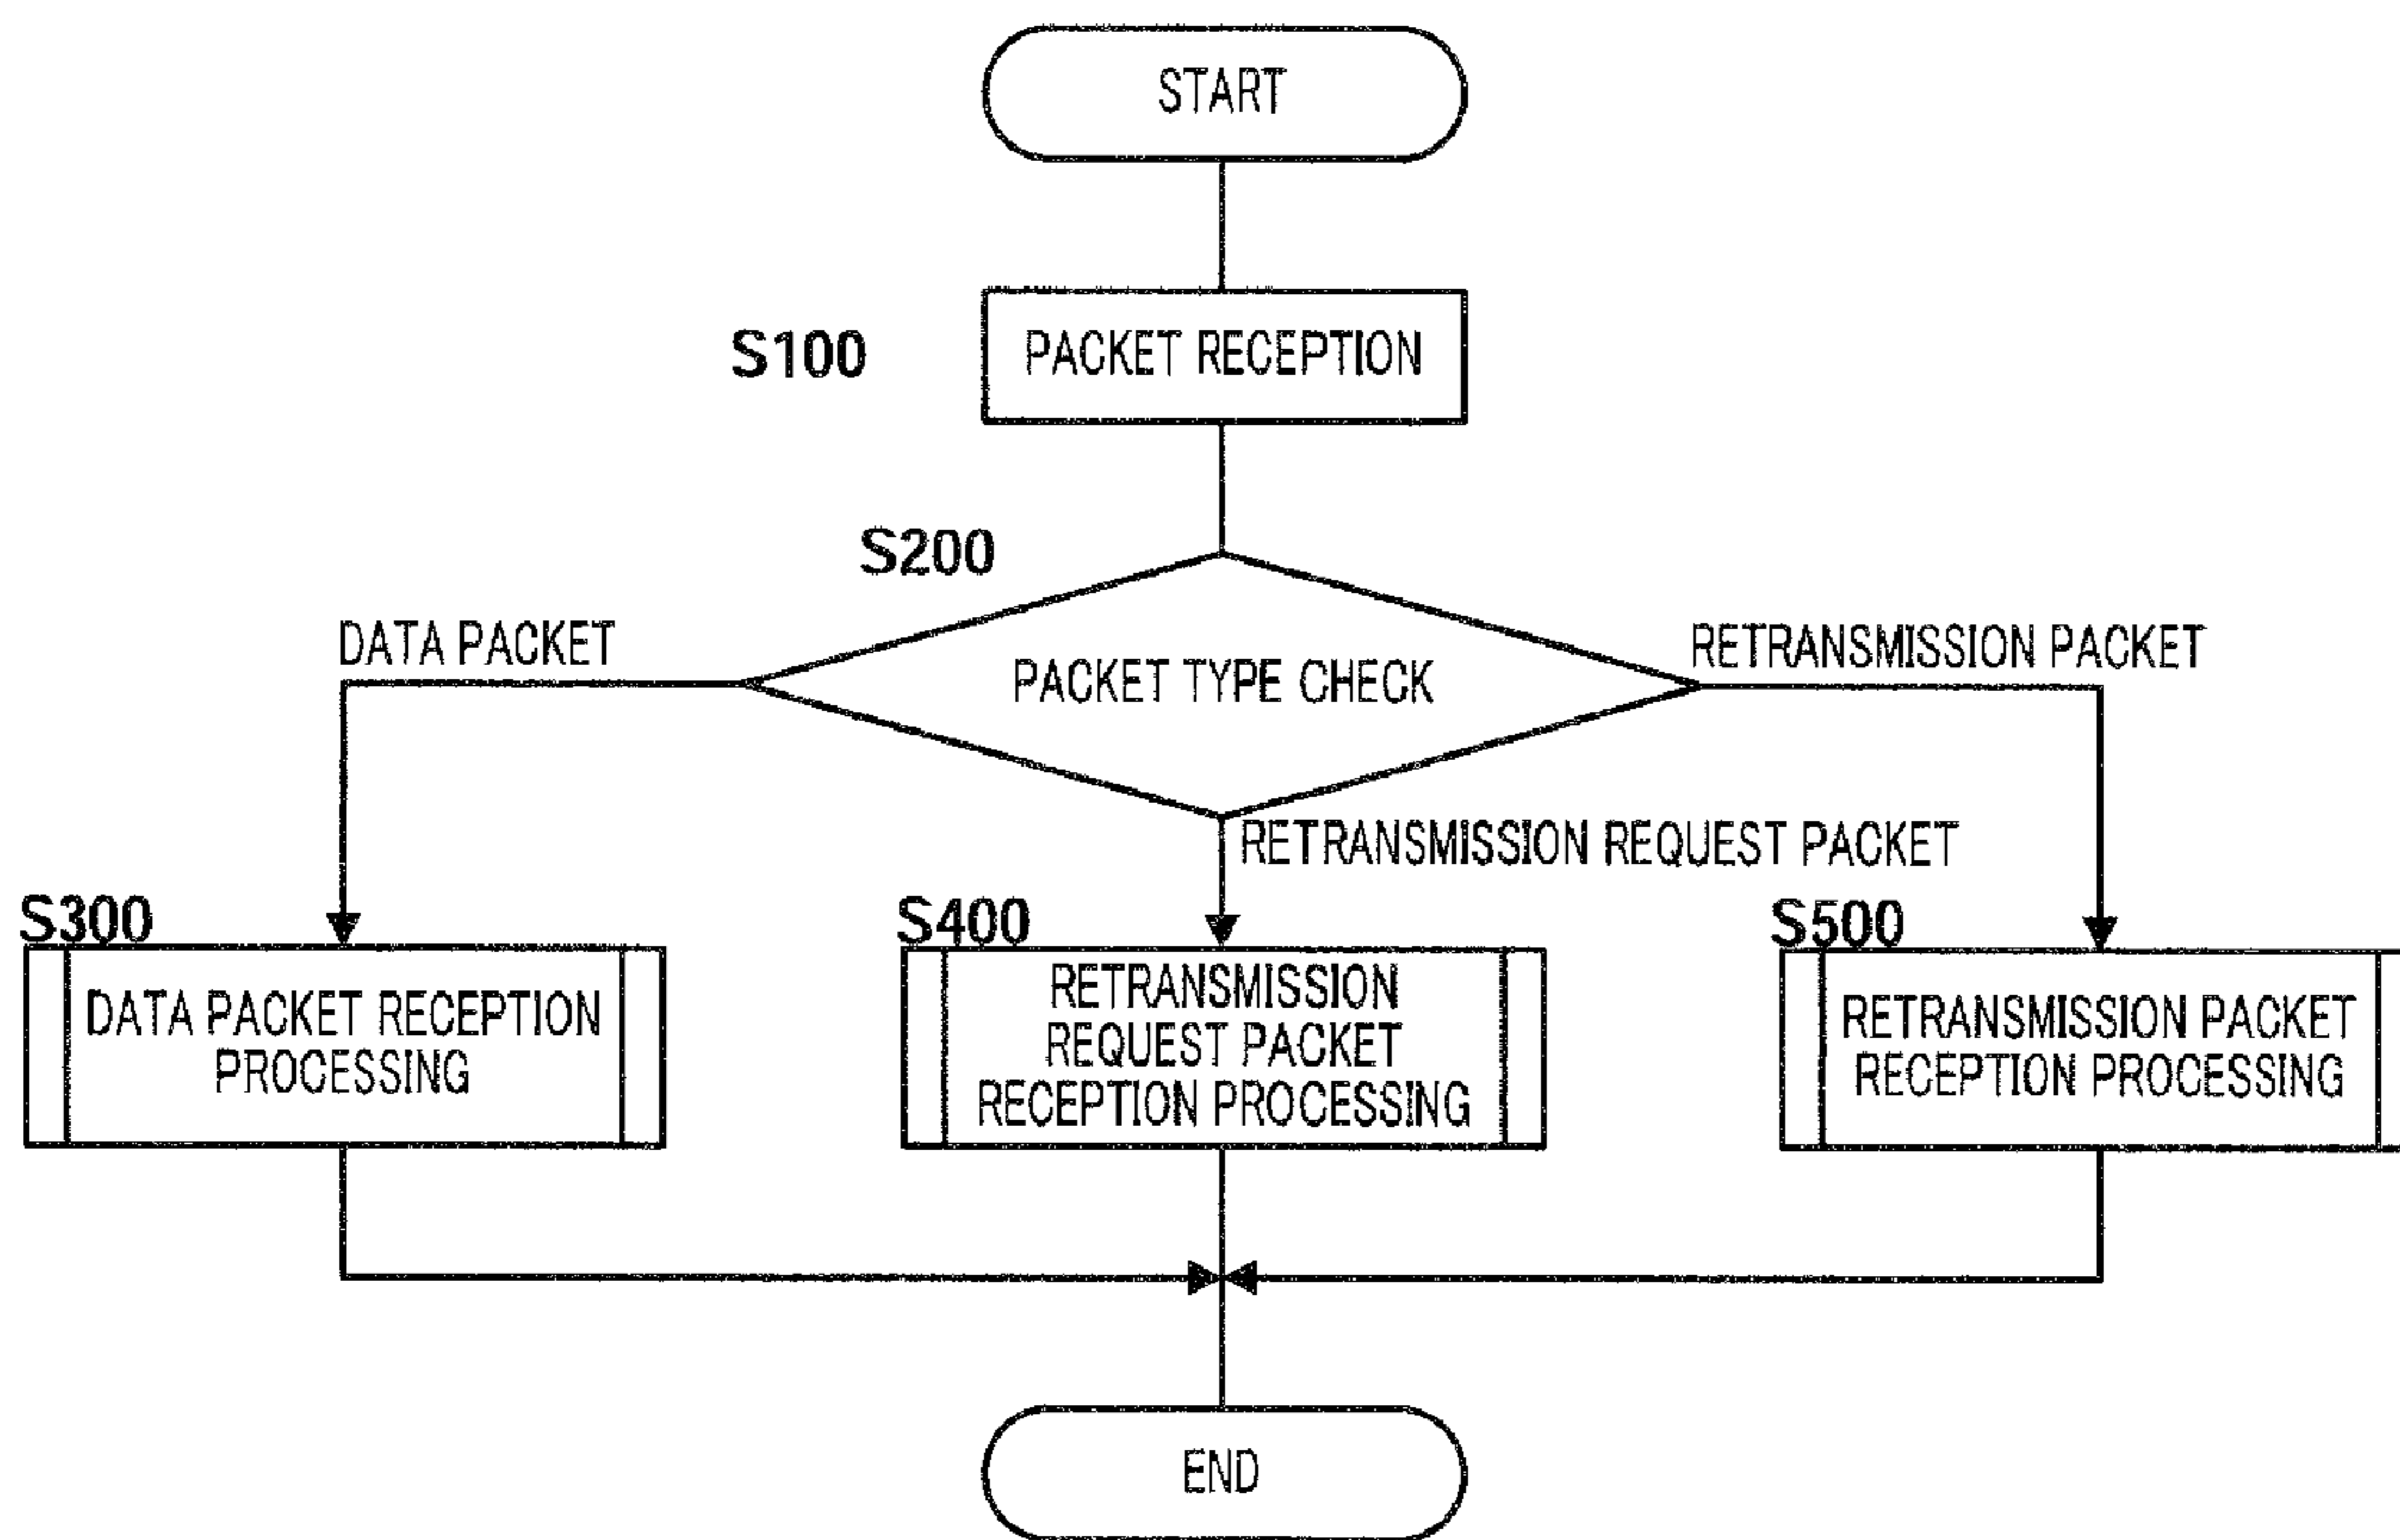 START
S100
PACKET RECEPTION
S200
DATA PACKET
PACKET TYPE CHECK
RETRANSMISSION PACKET
RETRANSMISSION REQUEST PACKET
S300
DATA PACKET RECEPTION
PROCESSING
S400
RETRANSMISSION
REQUEST PACKET
RECEPTION PROCESSING
S500
RETRANSMISSION PACKET
RECEPTION PROCESSING
END